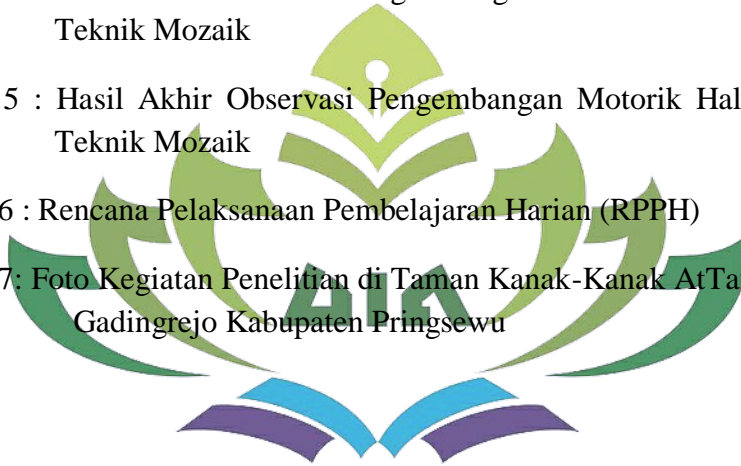 Teknik Mozaik
5 : Hasil Akhir Observasi Pengembangan Motorik Hal
Teknik Mozaik
6 : Rencana Pelaksanaan Pembelajaran Harian (RPPH)
7: Foto Kegiatan Penelitian di Taman Kanak-Kanak AtTa
Gadingrejo Kabupaten Pringsewu